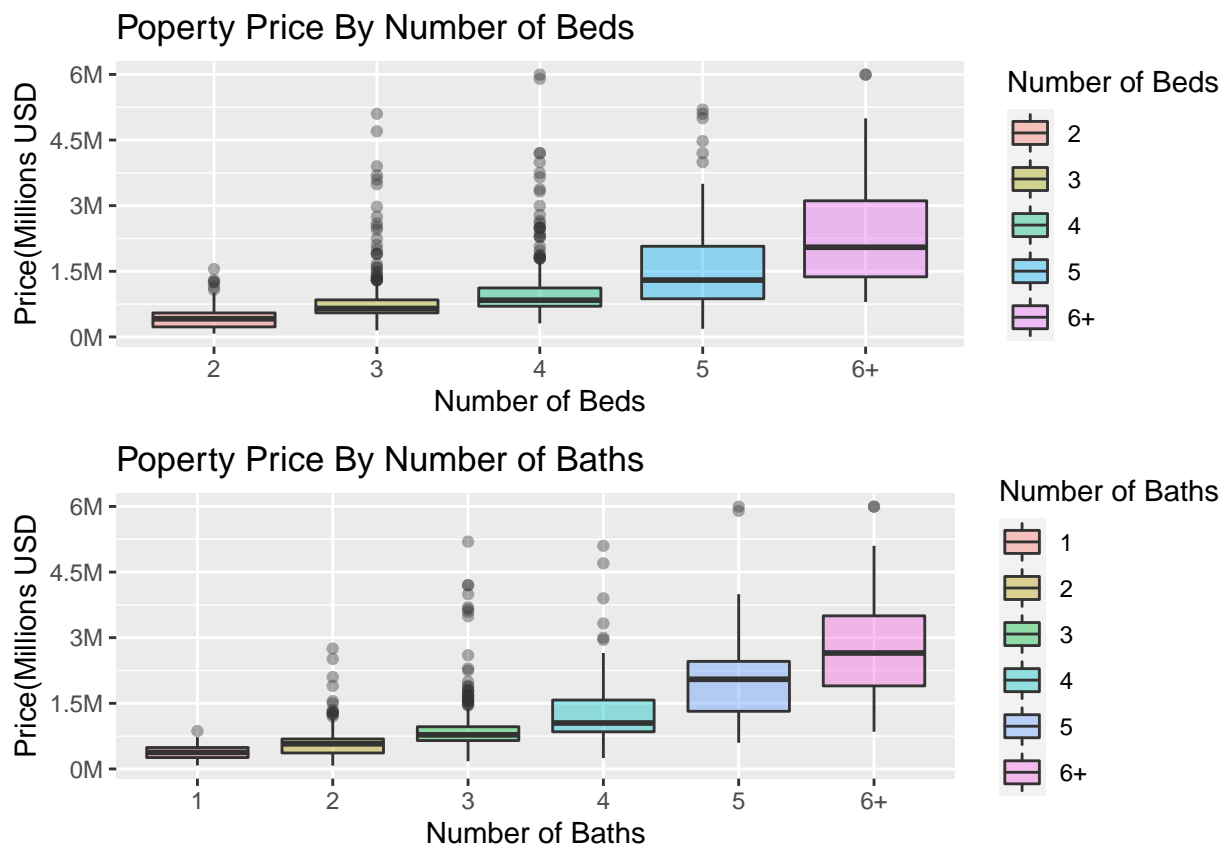 Poperty Price By Number of Beds
Price(Millions USD
6M
4.5M
3M
1.5M
0M
2 3 4 5 6+
Number of Beds
Number of Beds
2
3
4
5
6+
Poperty Price By Number of Baths
Price(Millions USD
6M
4.5M
3M
1.5M
0M
1 2 3 4 5 6+
Number of Baths
Number of Baths
1
2
3
4
5
6+